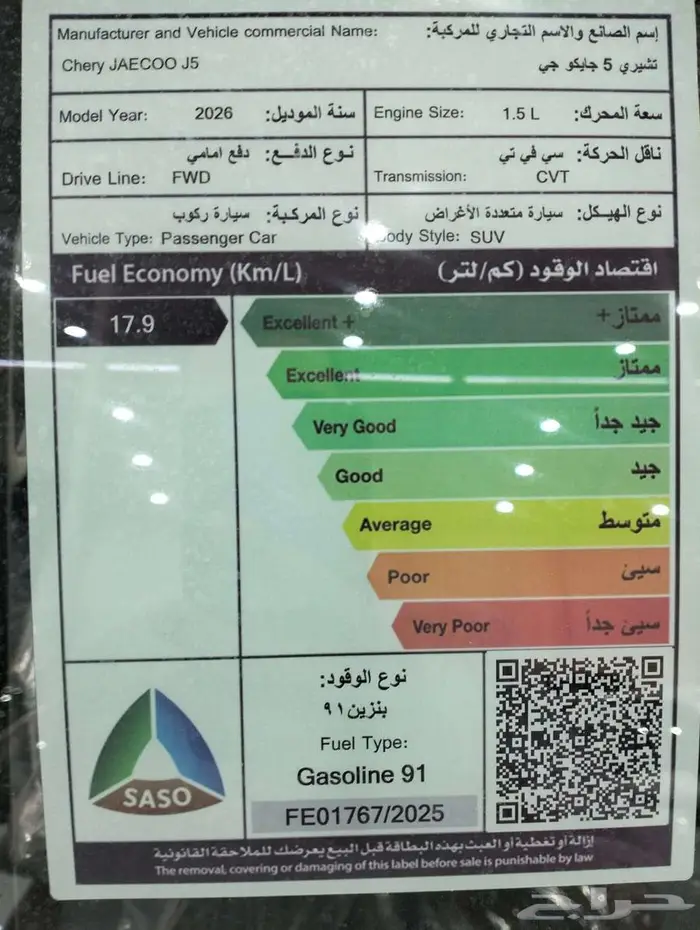 Manufacturer and Vehicle commercial Name: إسم الصانع والاسم التجاري للمركبة:
Chery JAECOO J5 تشيري 5 جايكو جي
Model Year: 2026 سنة الموديل: Engine Size: 1.5 L سعة المحرك:
نوع الدفع: دفع امامي ناقل الحركة: سي في تي
Drive Line: FWD Transmission: CVT
نوع المركبة: سيارة ركوب نوع الهيكل: سيارة متعددة الأغراض
Vehicle Type: Passenger Car Body Style: SUV
Fuel Economy (Km/L) اقتصاد الوقود (كم/لتر)
17.9 Excellent + ممتاز+
Excellent ممتاز
Very Good جيد جداً
Good جيد
Average متوسط
Poor سيئ
Very Poor سيئ جداً
نوع الوقود:
بنزين ٩١
Fuel Type:
Gasoline 91
SASO
FE01767/2025
إزالة أو تغطية أو العبث بهذه البطاقة قبل البيع يعرضك للملاحقة القانونية
The removal, covering or damaging of this label before sale is punishable by law
حراج